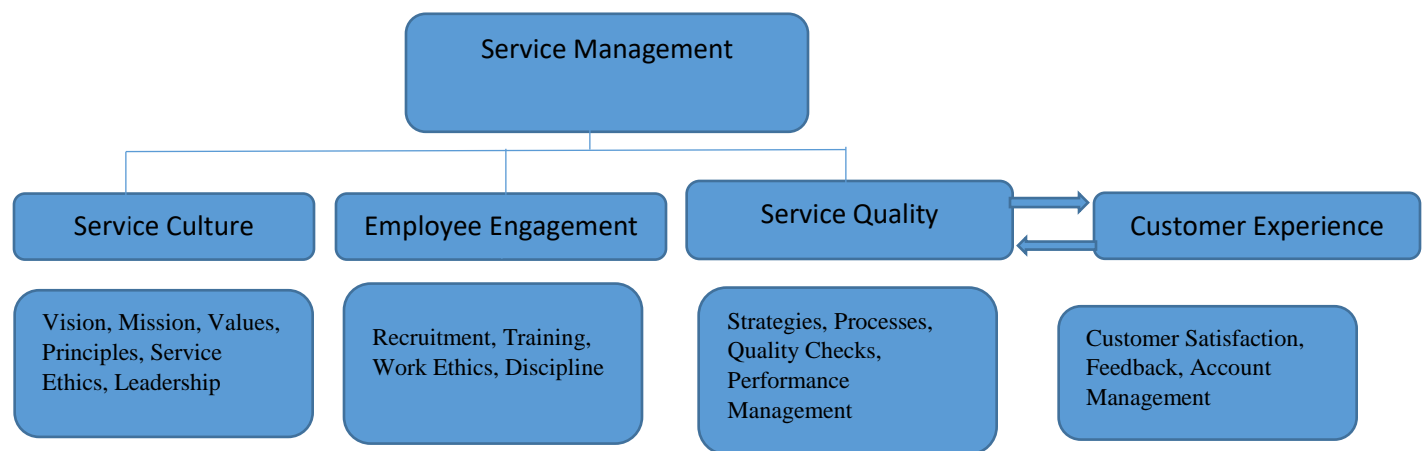 Service Management
Service Culture
Employee Engagement
Service Quality
Customer Experience
Vision, Mission, Values,
Principles, Service
Ethics, Leadership
Recruitment, Training,
Work Ethics, Discipline
Strategies, Processes,
Quality Checks,
Performance
Management
Customer Satisfaction,
Feedback, Account
Management